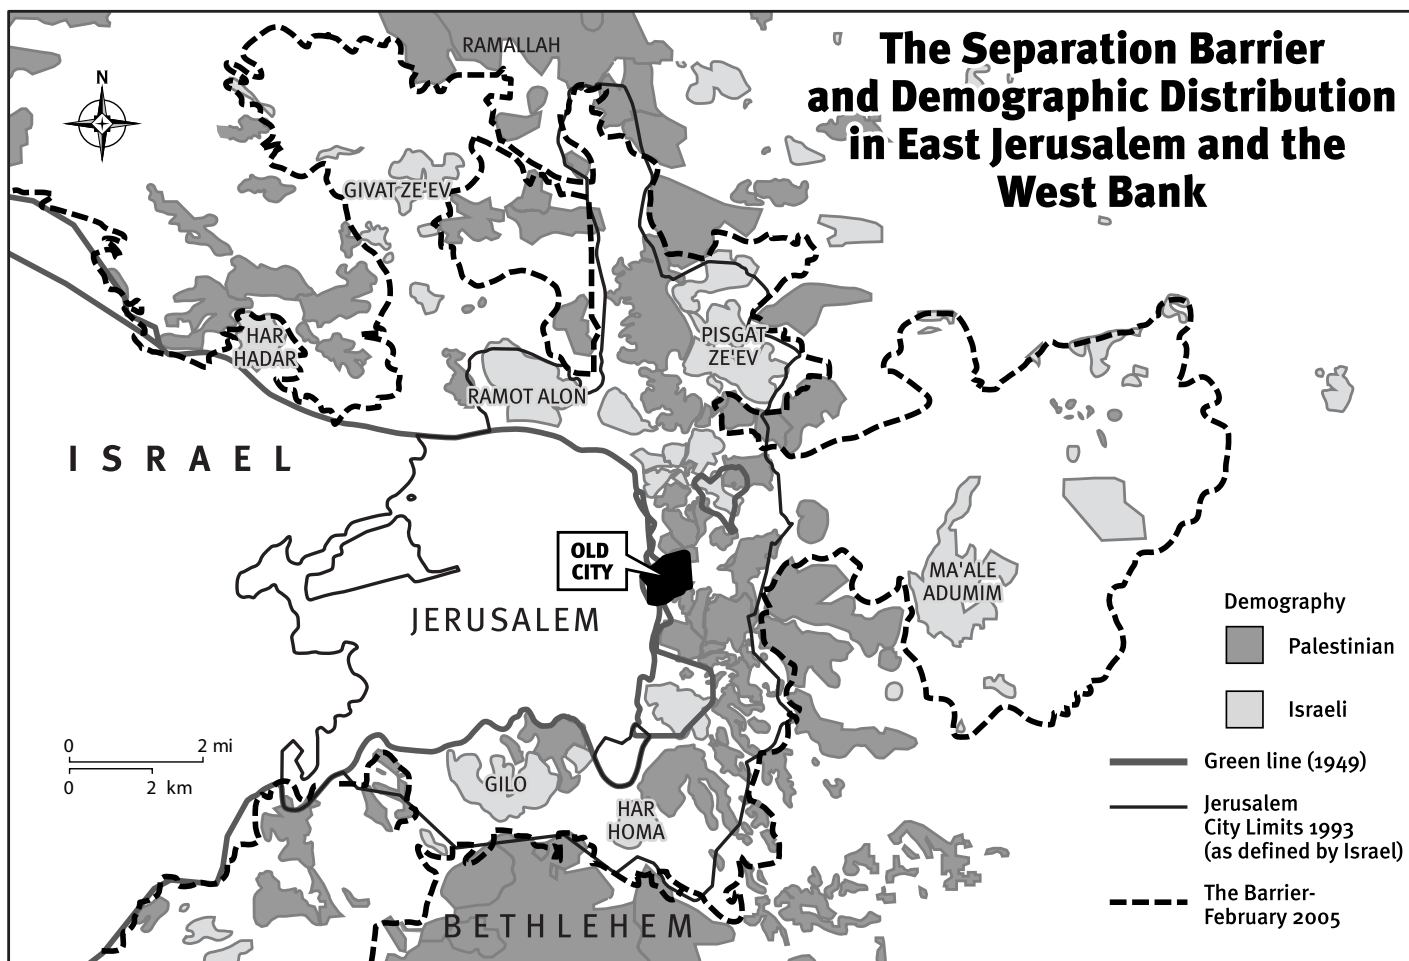 The Separation Barrier
and Demographic Distribution
in East Jerusalem and the
West Bank
RAMALLAH
N
GIVAT ZE'EV
HAR
HADAR
PISGAT
ZE'EV
RAMOT ALON
ISRAEL
OLD
CITY
JERUSALEM
MA'ALE
ADUMIM
GILO
HAR
HOMA
BETHLEHEM
0 2 mi
0 2 km
Demography
Palestinian
Israeli
Green line (1949)
Jerusalem
City Limits 1993
(as defined by Israel)
The Barrier-
February 2005